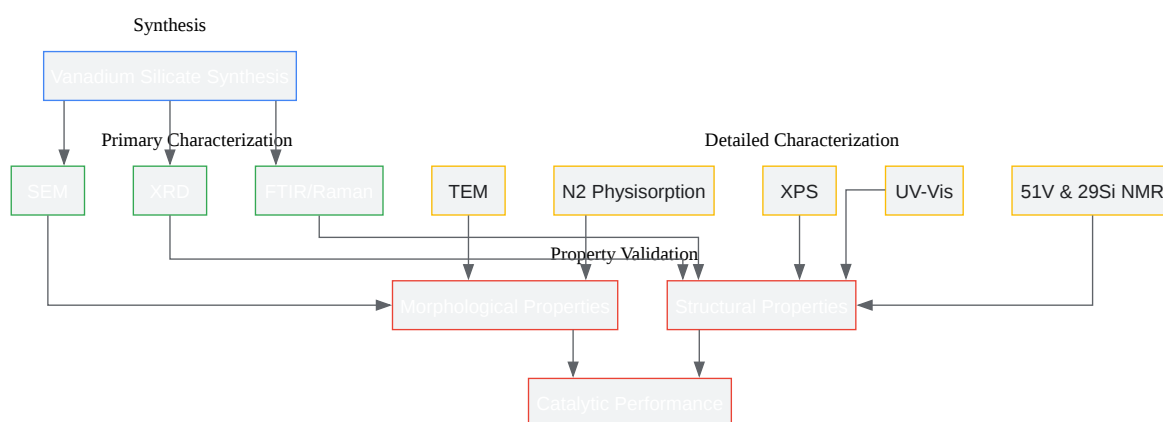 Synthesis
Vanadium Silicate Synthesis
Primary Characterization
Detailed Characterization
SEM
XRD
FTIR/Raman
TEM
N2 Physisorption
XPS
UV-Vis
51V & 29Si NMR
Property Validation
Morphological Properties
Structural Properties
Catalytic Performance